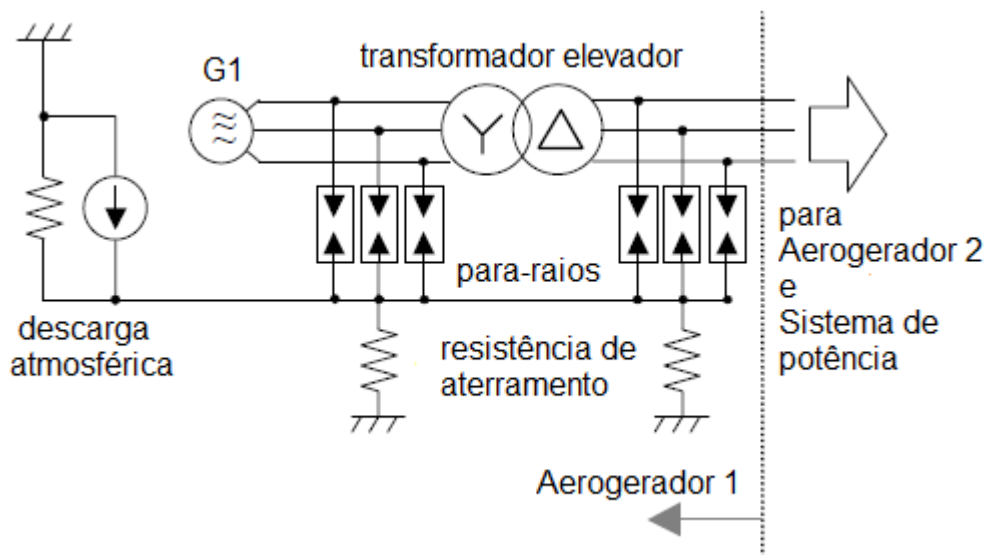 G1
transformador elevador
para-raios
descarga
atmosférica
resistência de
aterramento
para
Aerogerador 2
e
Sistema de
potência
Aerogerador 1